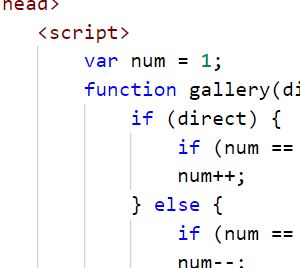 head>
<script>
var num = 1;
function gallery(di
if (direct) {
if (num ==
num++;
} else {
if (num ==
num--;